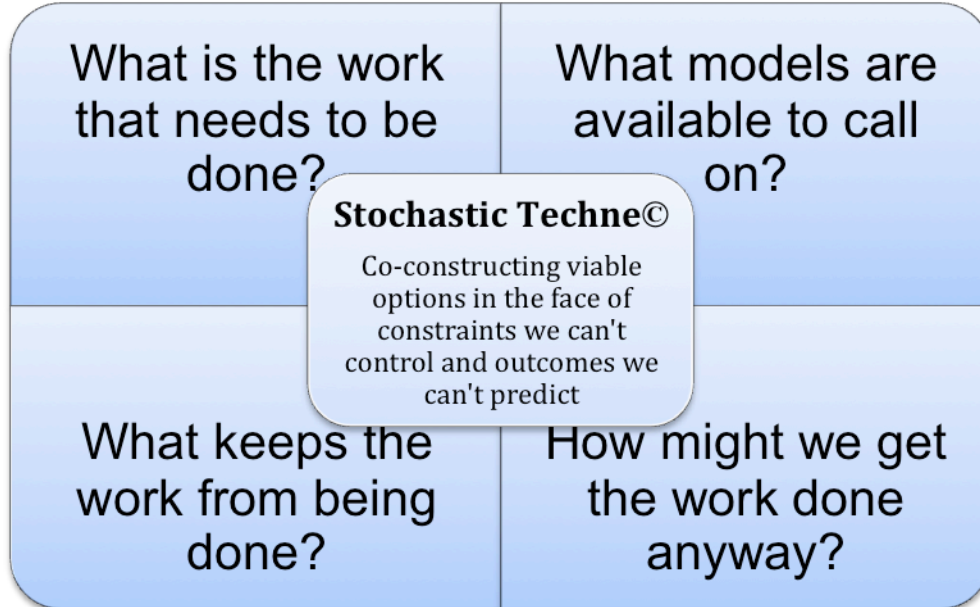 What is the work
that needs to be
done?
What models are
available to call
on?
Stochastic Techne©
Co-constructing viable
options in the face of
constraints we can't
control and outcomes we
can't predict
What keeps the
work from being
done?
How might we get
the work done
anyway?